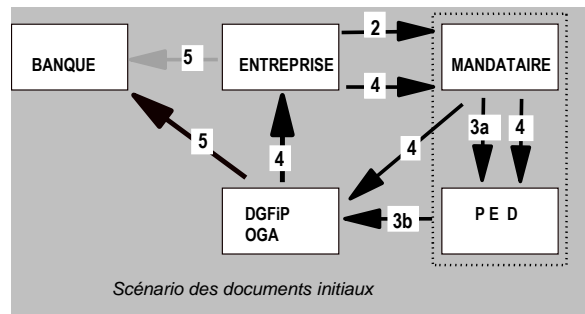 2
BANQUE
5
ENTREPRISE
MANDATAIRE
4
3a
4
5
4
4
DGFiP
OGA
3b
P E D
Scénario des documents initiaux